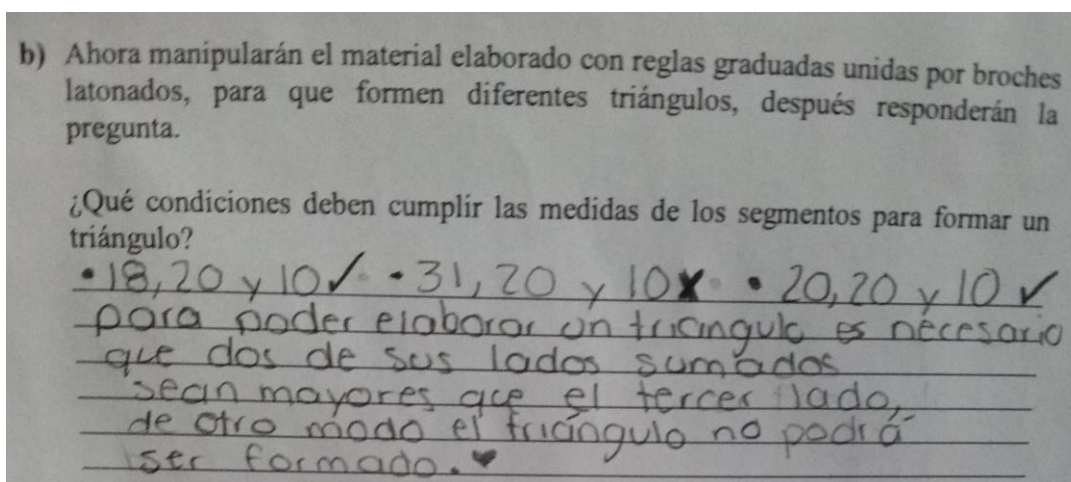 b) Ahora manipularán el material elaborado con reglas graduadas unidas por broches
latonados, para que formen diferentes triángulos, después responderán la
pregunta.
¿Qué condiciones deben cumplir las medidas de los segmentos para formar un
triángulo?
•18, 20 y 10 ✓ •31, 20 y 10 x • 20, 20 y 10 ✓
para poder elaborar un triangulo es necesario
que dos de sus lados sumados
sean mayores que el tercer lado,
de otro modo el triángulo no podrá
ser formado. ♥